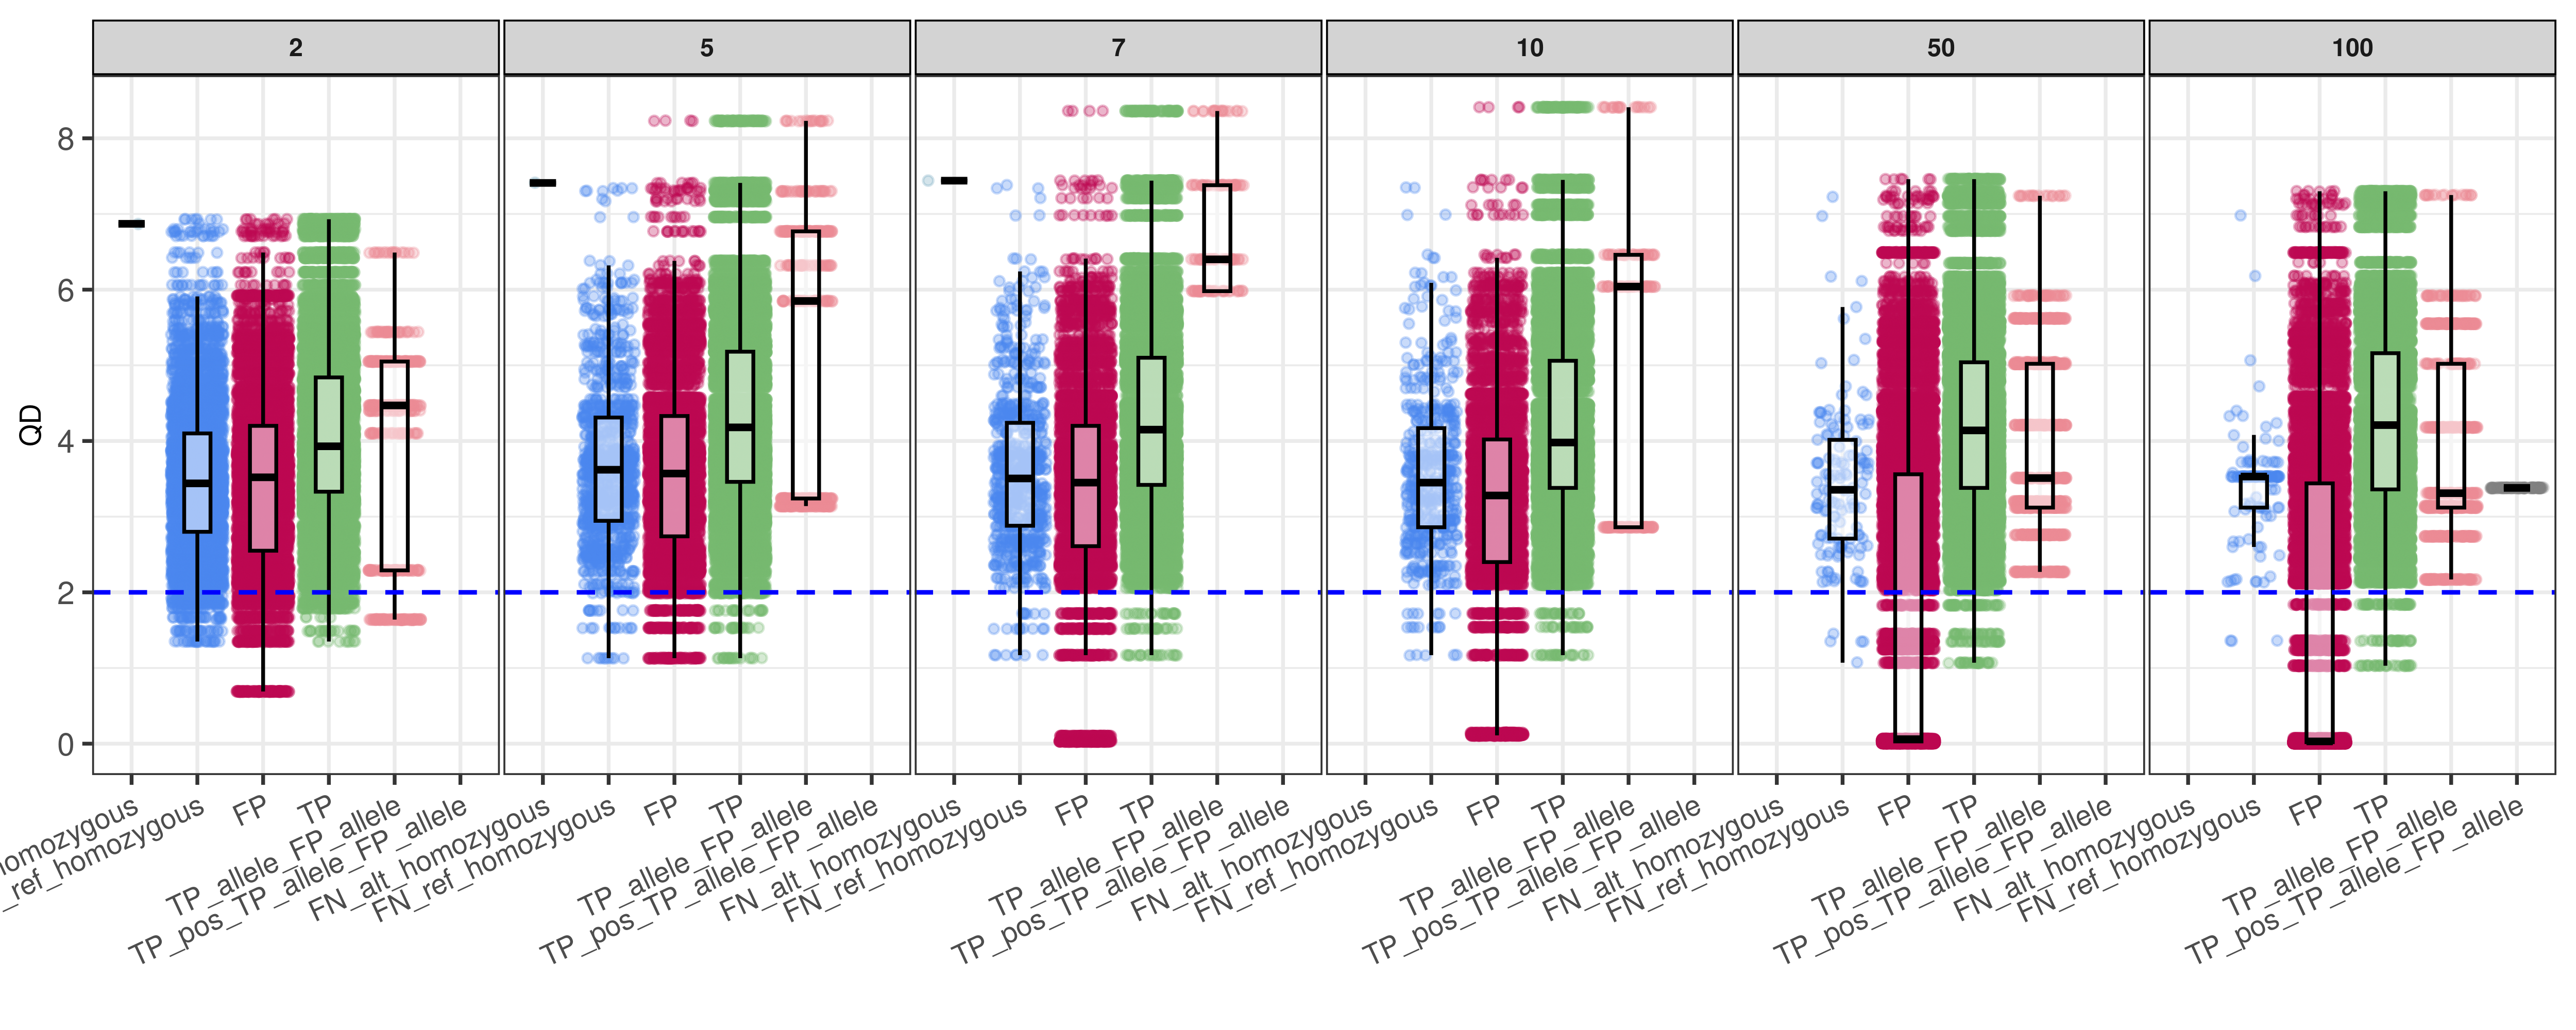 2 5 7 10 50 100
QD
8
6
4
2
0
FP TP TP_allele_FP_allele TP_pos_TP_allele_FP_allele
FN_alt_homozygous FN_ref_homozygous FP TP TP_allele_FP_allele TP_pos_TP_allele_FP_allele
FN_alt_homozygous FN_ref_homozygous FP TP TP_allele_FP_allele TP_pos_TP_allele_FP_allele
FN_alt_homozygous FN_ref_homozygous FP TP TP_allele_FP_allele TP_pos_TP_allele_FP_allele
FN_alt_homozygous FN_ref_homozygous FP TP TP_allele_FP_allele TP_pos_TP_allele_FP_allele
FN_alt_homozygous FN_ref_homozygous FP TP TP_allele_FP_allele TP_pos_TP_allele_FP_allele